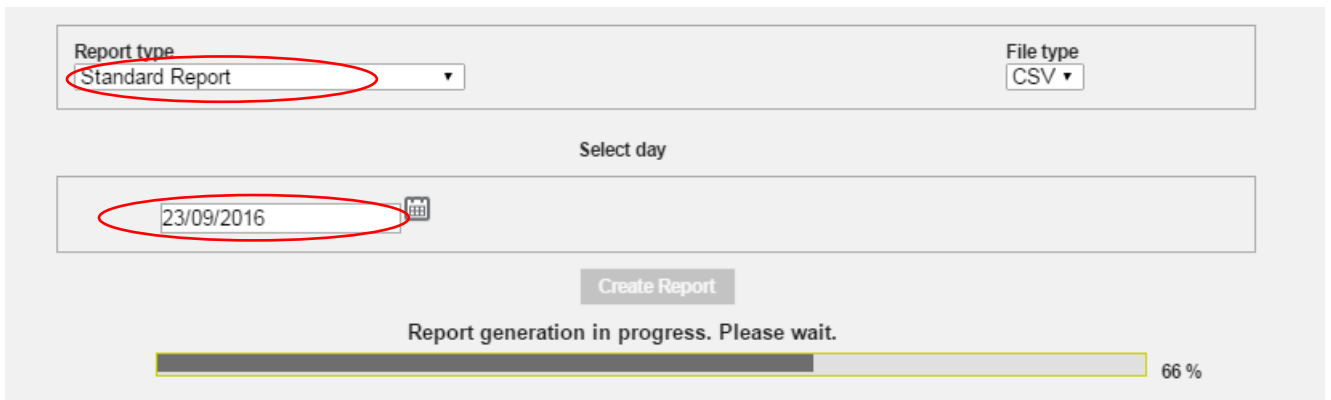 Report type
File type
Standard Report
CSV
Select day
23/09/2016
Create Report
Report generation in progress. Please wait.
66 %